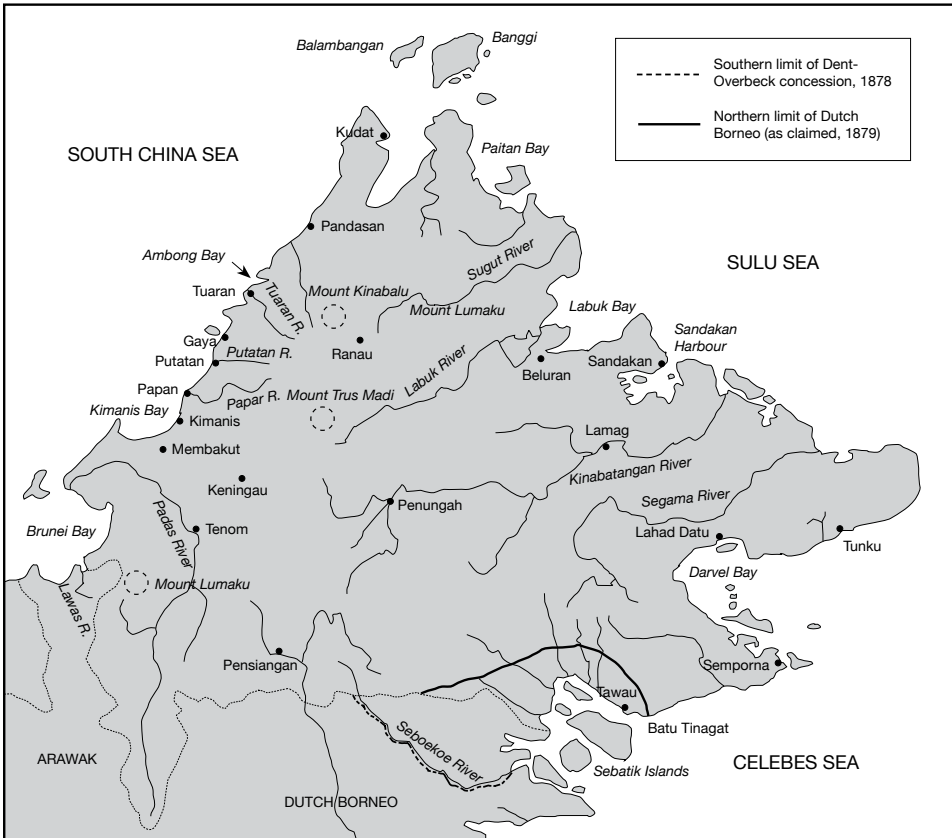 Balambangan
Banggi
Southern limit of Dent-
Overbeck concession, 1878
Northern limit of Dutch
Borneo (as claimed, 1879)
Kudat
SOUTH CHINA SEA
Paitan Bay
Pandasan
Ambong Bay
Sugut River
SULU SEA
Tuaran
Tuaran R.
Mount Kinabalu
Mount Lumaku
Labuk Bay
Sandakan
Harbour
Gaya
Putatan
Putatan R.
Ranau
Labuk River
Beluran
Sandakan
Papan
Papar R.
Mount Trus Madi
Kimanis Bay
Kimanis
Membakut
Lamag
Kinabatangan River
Keningau
Penungah
Segama River
Padas River
Brunei Bay
Tenom
Lahad Datu
Tunku
Darvel Bay
Lawas R.
Mount Lumaku
Pensiangan
Semporna
Tawau
Batu Tinagat
Seboekoe River
ARAWAK
Sebatik Islands
CELEBES SEA
DUTCH BORNEO